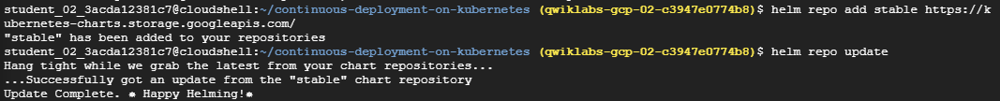 student_02_3acda12381c7@cloudshell:~/continuous-deployment-on-kubernetes (qwiklabs-gcp-02-c3947e0774b8)$ helm repo add stable https://k
ubernetes-charts.storage.googleapis.com/
"stable" has been added to your repositories
student_02_3acda12381c7@cloudshell:~/continuous-deployment-on-kubernetes (qwiklabs-gcp-02-c3947e0774b8)$ helm repo update
Hang tight while we grab the latest from your chart repositories...
...Successfully got an update from the "stable" chart repository
Update Complete. ⎈ Happy Helming!⎈